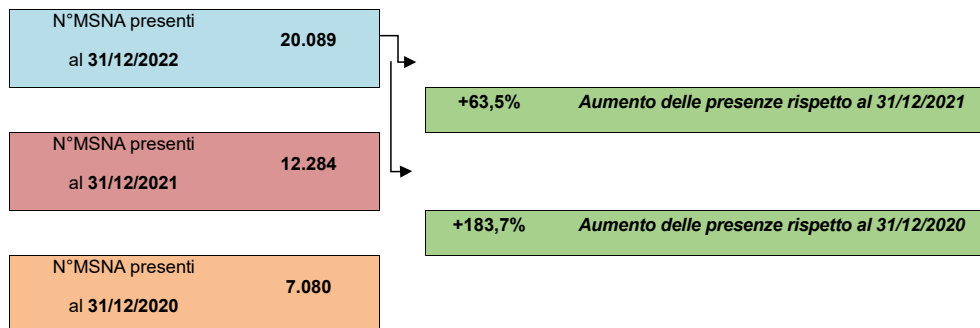 N°MSNA presenti
al 31/12/2022
20.089
+63,5% Aumento delle presenze rispetto al 31/12/2021
N°MSNA presenti
al 31/12/2021
12.284
+183,7% Aumento delle presenze rispetto al 31/12/2020
N°MSNA presenti
al 31/12/2020
7.080